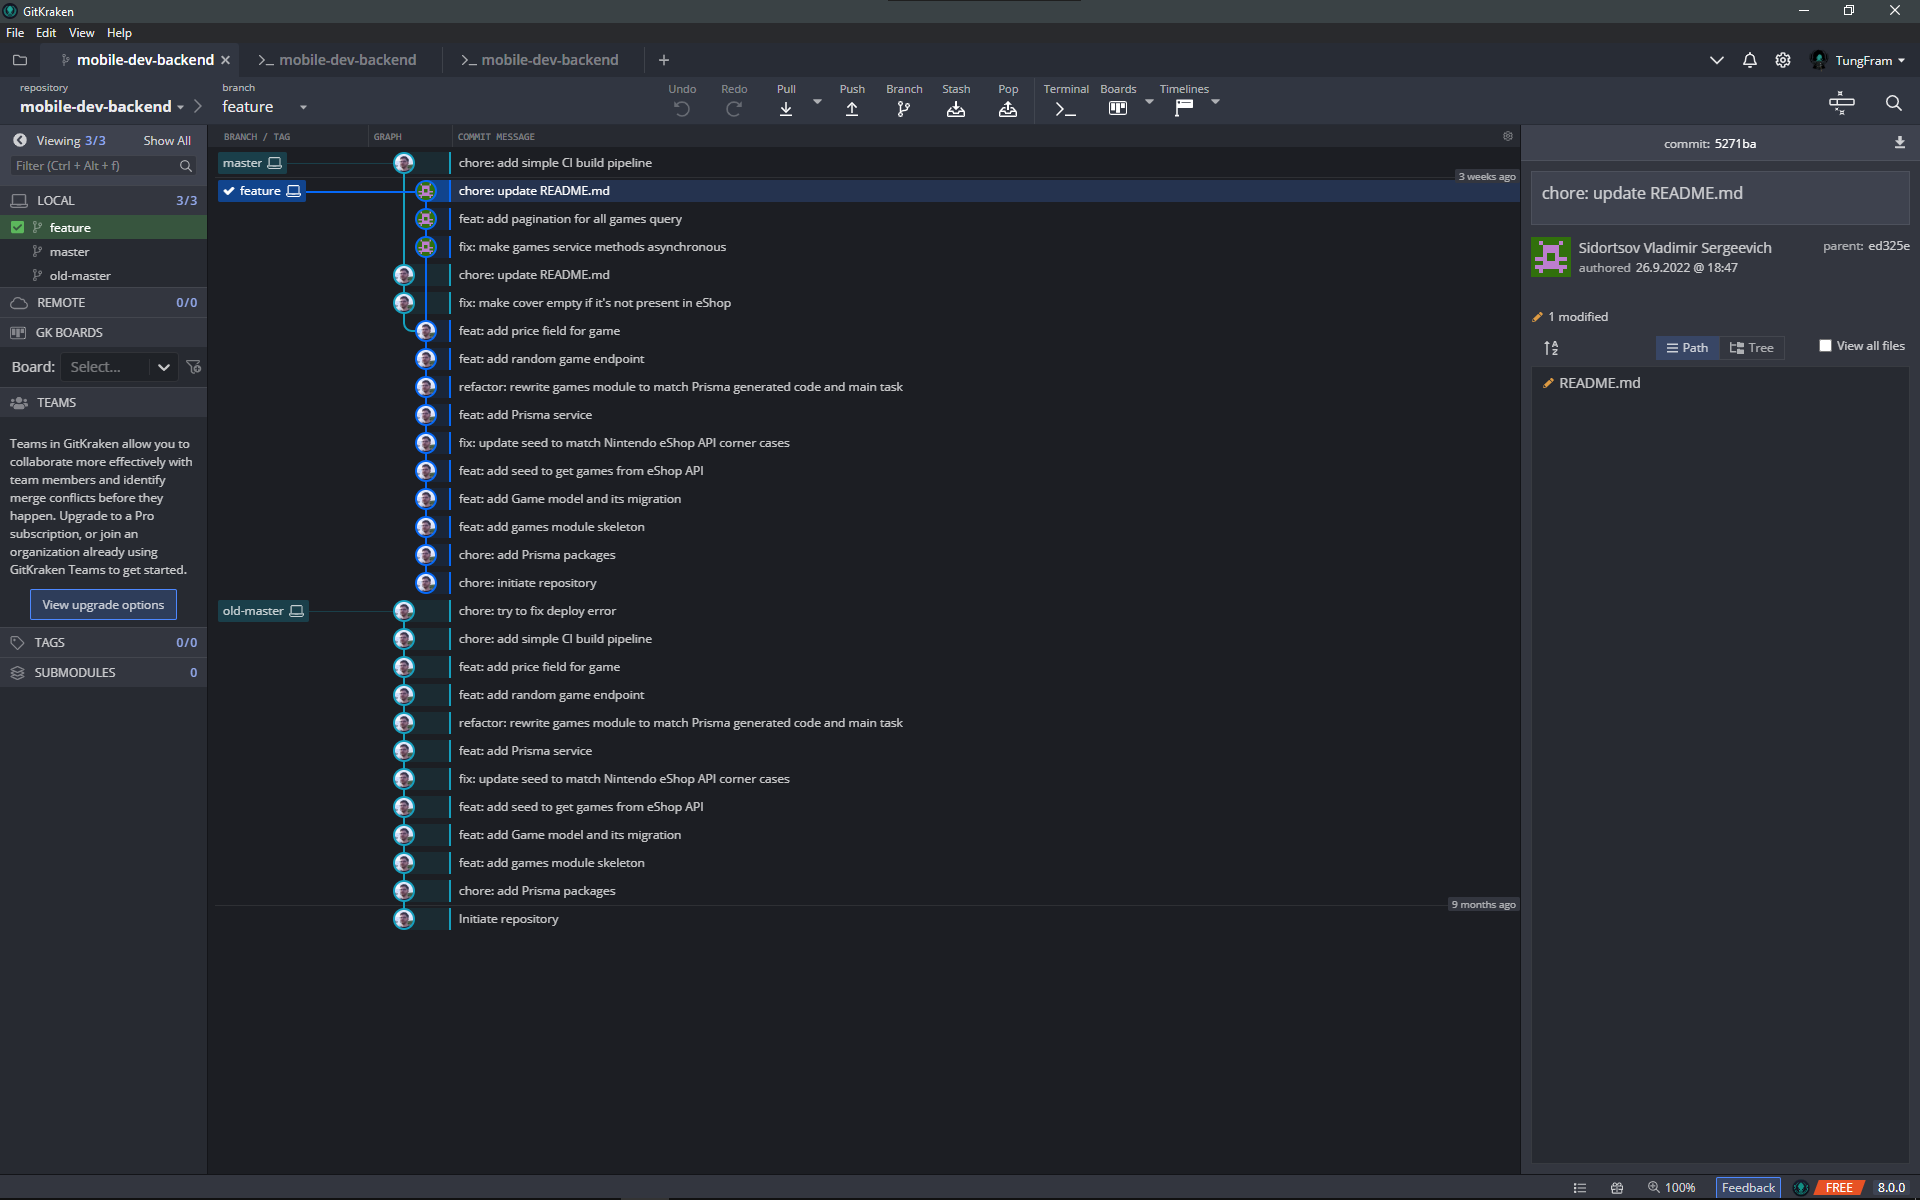 GitKraken
File Edit View Help
mobile-dev-backend
mobile-dev-backend
mobile-dev-backend
TungFram
repository
mobile-dev-backend
branch
feature
Undo
Redo
Pull
Push
Branch
Stash
Pop
Terminal
Boards
Timelines
Viewing 3/3
Show All
Filter (Ctrl + Alt + f)
LOCAL 3/3
feature
master
old-master
REMOTE 0/0
GK BOARDS
Board: Select...
TEAMS
Teams in GitKraken allow you to
collaborate more effectively with
team members and identify
merge conflicts before they
happen. Upgrade to a Pro
subscription, or join an
organization already using
GitKraken Teams to get started.
View upgrade options
TAGS 0/0
SUBMODULES 0
BRANCH / TAG GRAPH COMMIT MESSAGE
master chore: add simple CI build pipeline
3 weeks ago
feature chore: update README.md
feat: add pagination for all games query
fix: make games service methods asynchronous
chore: update README.md
fix: make cover empty if it's not present in eShop
feat: add price field for game
feat: add random game endpoint
refactor: rewrite games module to match Prisma generated code and main task
feat: add Prisma service
fix: update seed to match Nintendo eShop API corner cases
feat: add seed to get games from eShop API
feat: add Game model and its migration
feat: add games module skeleton
chore: add Prisma packages
chore: initiate repository
old-master chore: try to fix deploy error
chore: add simple CI build pipeline
feat: add price field for game
feat: add random game endpoint
refactor: rewrite games module to match Prisma generated code and main task
feat: add Prisma service
fix: update seed to match Nintendo eShop API corner cases
feat: add seed to get games from eShop API
feat: add Game model and its migration
feat: add games module skeleton
chore: add Prisma packages
9 months ago
Initiate repository
commit: 5271ba
chore: update README.md
Sidortsov Vladimir Sergeevich
authored 26.9.2022 @ 18:47
parent: ed325e
1 modified
Path
Tree
View all files
README.md
100%
Feedback
FREE
8.0.0